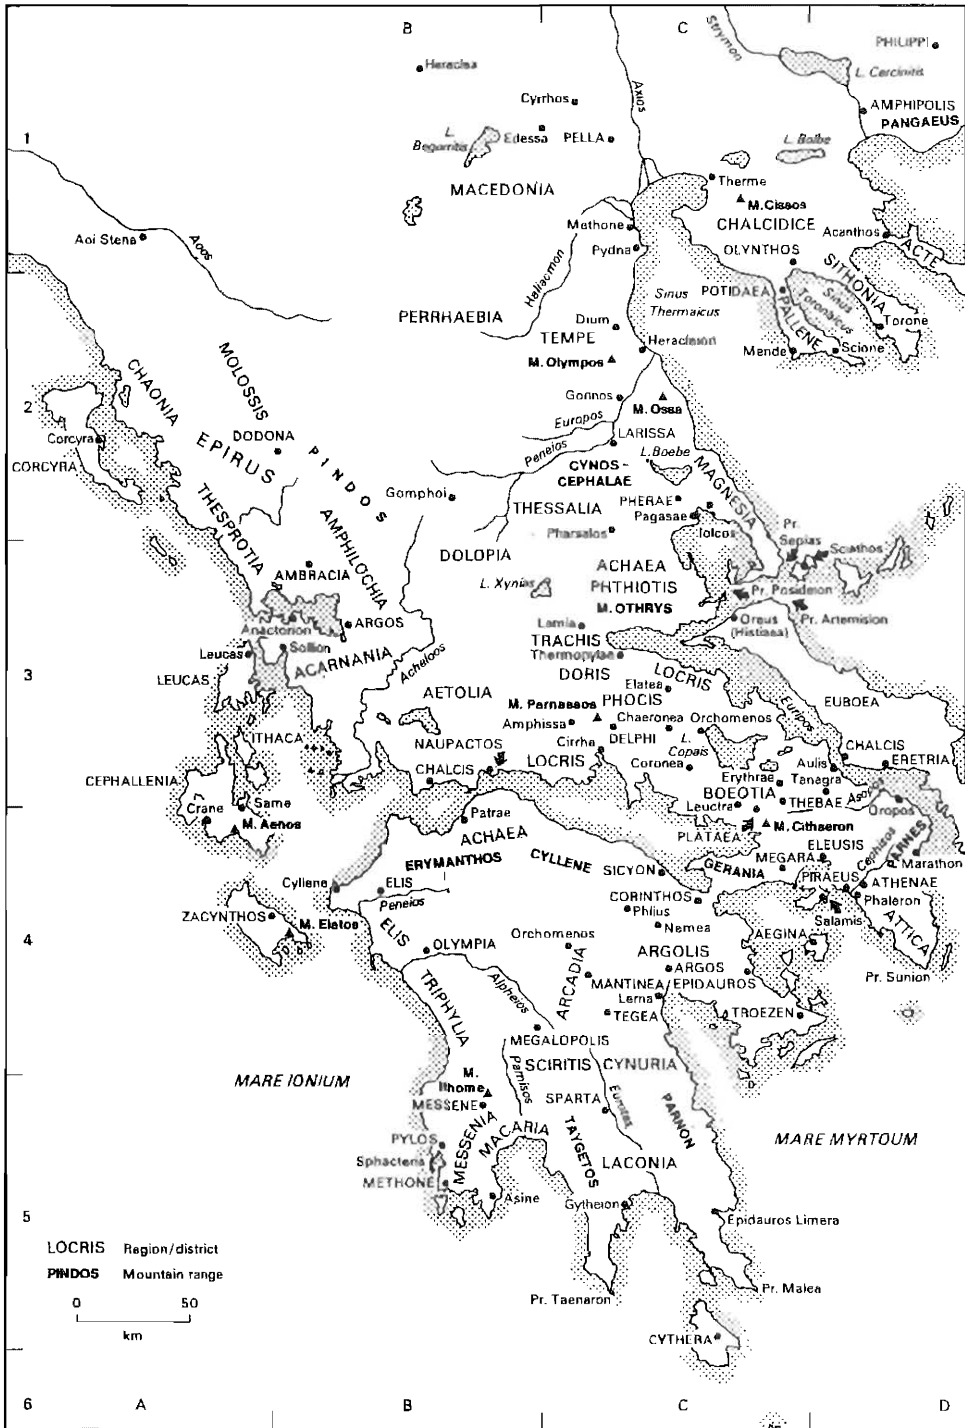 B
C
Strymon
PHILIPPI
Heraclea
L. Cercinitis
Axios
Cyrrhos
AMPHIPOLIS
PANGAEUS
1
L. Begorritis
Edessa
PELLA
L. Bolbe
Therme
MACEDONIA
M. Cissos
CHALCIDICE
Methone
Acanthos
ACTE
Aoi Stena
Aoos
Pydna
OLYNTHOS
Haliacmon
SITHONIA
POTIDAEA
Sinus Toronaicus
Sinus Thermaicus
PERRHAEBIA
PALLENE
Dium
Torone
TEMPE
Heracleion
Mende
Scione
M. Olympos
MOLOSSIS
CHAONIA
Gonnos
M. Ossa
2
Europos
Corcyra
DODONA
PINDOS
EPIRUS
Peneios
LARISSA
L. Boebe
CORCYRA
CYNOS-
CEPHALAE
MAGNESIA
Gomphoi
THESSALIA
PHERAE
Pagasae
THESPROTIA
Pharsalos
Iolcos
Pr. Sepias
Sciathos
AMPHILOCHIA
DOLOPIA
ACHAEA
PHTHIOTIS
AMBRACIA
L. Xynias
Pr. Posideion
M. OTHRYS
Anactorion
ARGOS
Lamia
Oreus
(Histiaea)
Pr. Artemision
TRACHIS
Sollion
Leucas
Thermopylae
ACARNANIA
Acheloos
DORIS
3
LEUCAS
LOCRIS
Elatea
AETOLIA
EUBOEA
M. Parnassos
PHOCIS
Euripos
Amphissa
Chaeronea
Orchomenos
ITHACA
DELPHI
NAUPACTOS
Cirrha
L. Copais
CHALCIS
LOCRIS
Coronea
Aulis
ERETRIA
CEPHALLENIA
CHALCIS
Erythrae
Tanagra
BOEOTIA
Same
Leuctra
THEBAE
Asopos
Crane
Oropos
M. Aenos
Patrae
M. Cithaeron
ACHAEA
PLATAEA
ELEUSIS
Cephisos
PARNES
ERYMANTHOS
CYLLENE
MEGARA
Marathon
SICYON
GERANIA
PIRAEUS
Cyllene
ELIS
ATHENAE
Peneios
CORINTHOS
Phaleron
ZACYNTHOS
Phlius
Salamis
M. Elatos
Nemea
ATTICA
4
ELIS
OLYMPIA
Orchomenos
AEGINA
ARGOLIS
ARCADIA
ARGOS
Pr. Sunion
TRIPHYLIA
Alpheios
MANTINEA
EPIDAUROS
Lerna
TEGEA
TROEZEN
MEGALOPOLIS
SCIRITIS
CYNURIA
M. Ithome
Pamisos
MARE IONIUM
MESSENE
SPARTA
Eurotas
PARNON
MESSENIA
MACARIA
TAYGETOS
MARE MYRTOUM
PYLOS
Sphacteria
LACONIA
METHONE
Asine
Gytheion
5
Epidauros Limera
LOCRIS Region/district
PINDOS Mountain range
0 50
km
Pr. Taenaron
Pr. Malea
CYTHERA
6 A B C D